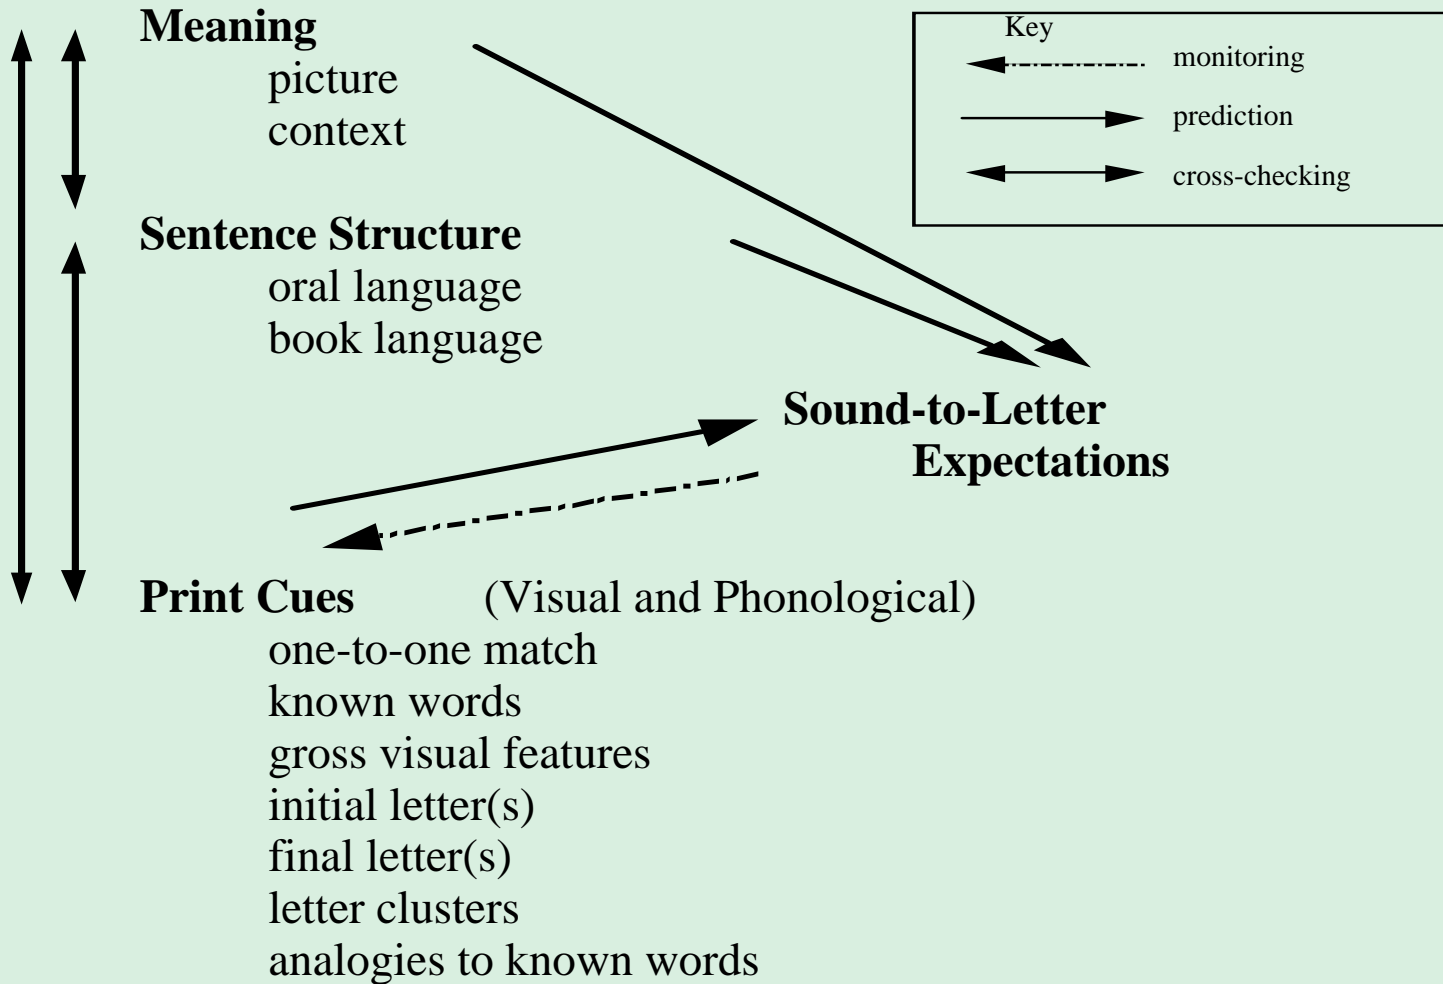 Meaning
picture
context
Key
monitoring
prediction
cross-checking
Sentence Structure
oral language
book language
Sound-to-Letter
Expectations
Print Cues (Visual and Phonological)
one-to-one match
known words
gross visual features
initial letter(s)
final letter(s)
letter clusters
analogies to known words